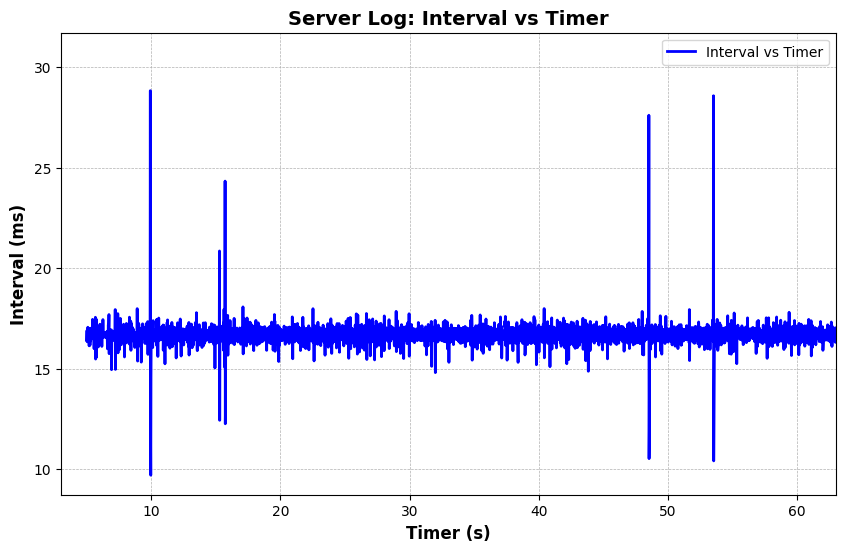 Server Log: Interval vs Timer
Interval vs Timer
Interval (ms)
30
25
20
15
10
10 20 30 40 50 60
Timer (s)